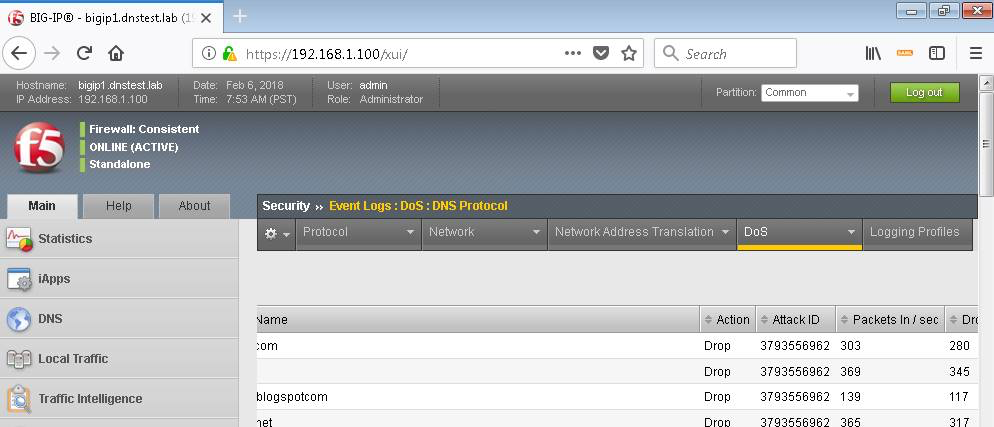 BIG-IP® - bigip1.dnstest.lab (19
https://192.168.1.100/xui/
Search
Hostname: bigip1.dnstest.lab Date: Feb 6, 2018 User: admin
IP Address: 192.168.1.100 Time: 7:53 AM (PST) Role: Administrator
Partition: Common Log out
f5
Firewall: Consistent
ONLINE (ACTIVE)
Standalone
Main Help About
Security ›› Event Logs : DoS : DNS Protocol
Protocol Network Network Address Translation DoS Logging Profiles
Statistics
iApps
DNS
Local Traffic
Traffic Intelligence
Name Action Attack ID Packets In / sec Dro
com Drop 3793556962 303 280
Drop 3793556962 369 345
blogspotcom Drop 3793556962 139 117
net Drop 3793556962 365 317